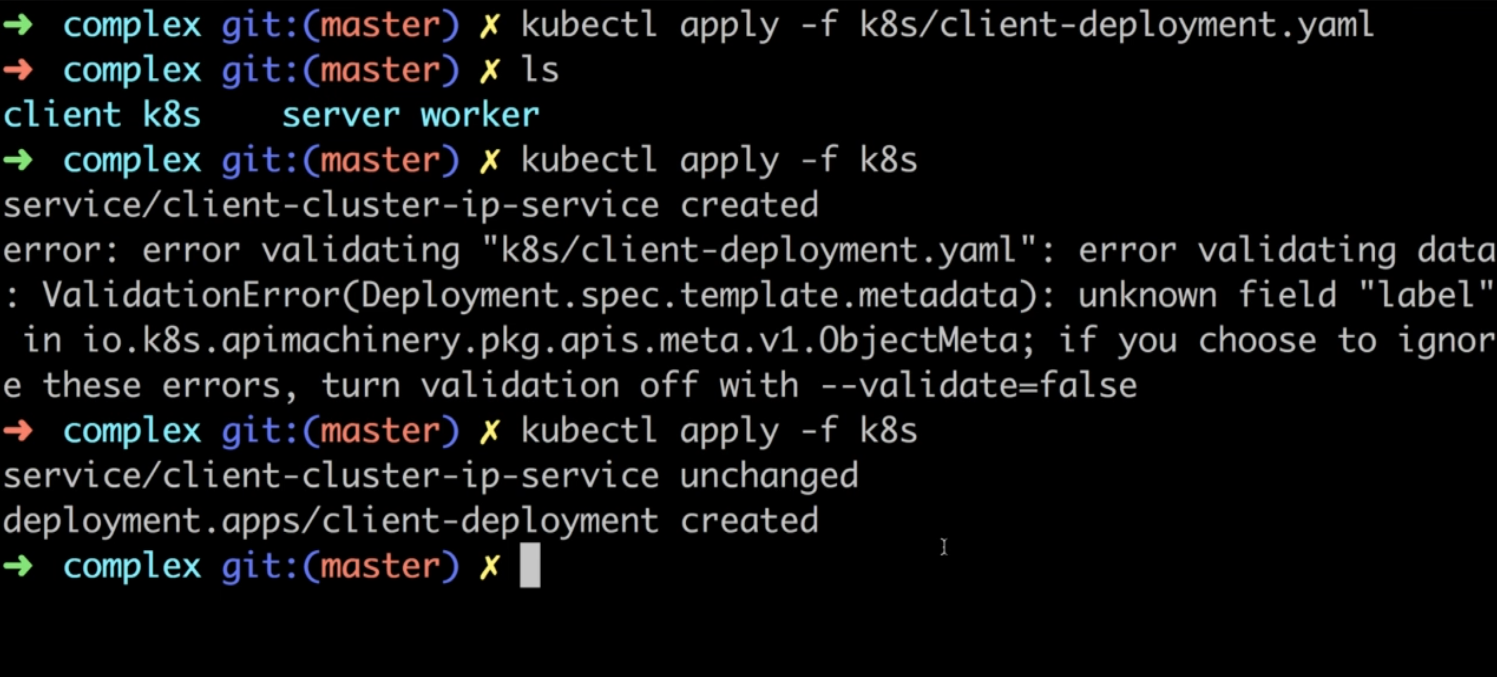 ➜  complex git:(master) ✗ kubectl apply -f k8s/client-deployment.yaml
➜  complex git:(master) ✗ ls
client k8s    server worker
➜  complex git:(master) ✗ kubectl apply -f k8s
service/client-cluster-ip-service created
error: error validating "k8s/client-deployment.yaml": error validating data
: ValidationError(Deployment.spec.template.metadata): unknown field "label"
 in io.k8s.apimachinery.pkg.apis.meta.v1.ObjectMeta; if you choose to ignor
e these errors, turn validation off with --validate=false
➜  complex git:(master) ✗ kubectl apply -f k8s
service/client-cluster-ip-service unchanged
deployment.apps/client-deployment created
➜  complex git:(master) ✗